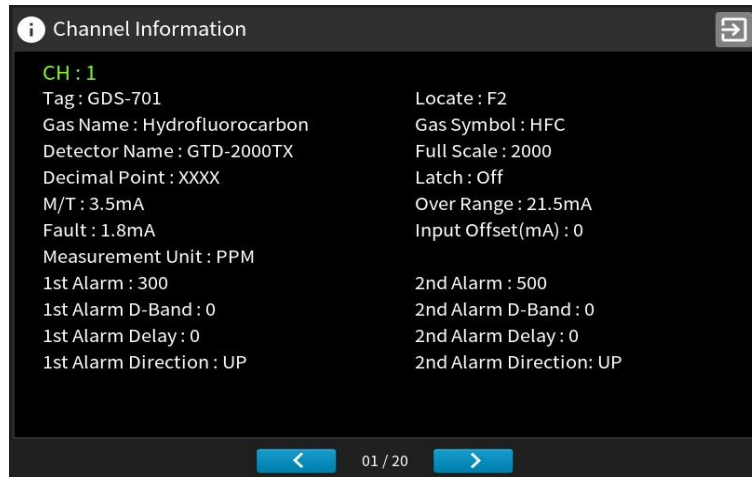 i Channel Information
CH : 1
Tag : GDS-701 Locate : F2
Gas Name : Hydrofluorocarbon Gas Symbol : HFC
Detector Name : GTD-2000TX Full Scale : 2000
Decimal Point : XXXX Latch : Off
M/T : 3.5mA Over Range : 21.5mA
Fault : 1.8mA Input Offset(mA) : 0
Measurement Unit : PPM
1st Alarm : 300 2nd Alarm : 500
1st Alarm D-Band : 0 2nd Alarm D-Band : 0
1st Alarm Delay : 0 2nd Alarm Delay : 0
1st Alarm Direction : UP 2nd Alarm Direction: UP
01 / 20